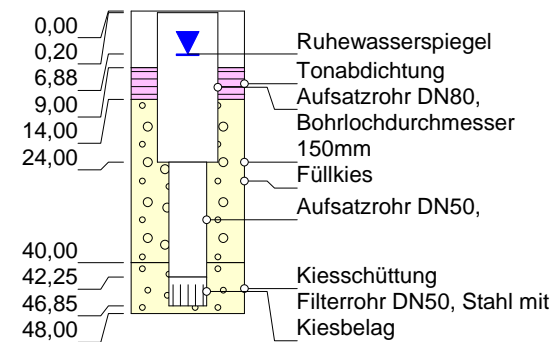 0,00
0,20
6,88
9,00
14,00
24,00
40,00
42,25
46,85
48,00
Ruhewasserspiegel
Tonabdichtung
Aufsatzrohr DN80,
Bohrlochdurchmesser
150mm
Füllkies
Aufsatzrohr DN50,
Kiesschüttung
Filterrohr DN50, Stahl mit
Kiesbelag